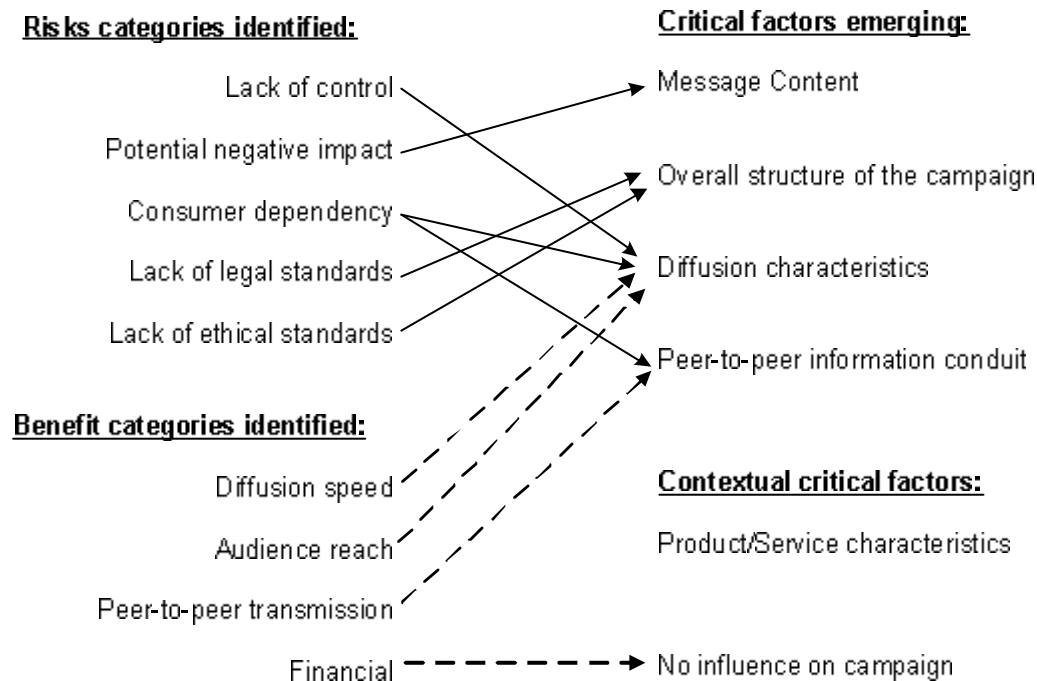 Risks categories identified:
Lack of control
Potential negative impact
Consumer dependency
Lack of legal standards
Lack of ethical standards
Benefit categories identified:
Diffusion speed
Audience reach
Peer-to-peer transmission
Financial
Critical factors emerging:
Message Content
Overall structure of the campaign
Diffusion characteristics
Peer-to-peer information conduit
Contextual critical factors:
Product/Service characteristics
No influence on campaign